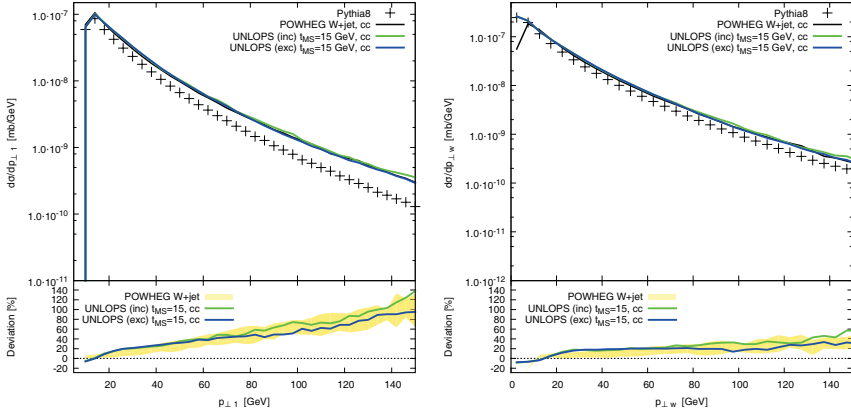 1.0·10⁻⁷
1.0·10⁻⁸
1.0·10⁻⁹
1.0·10⁻¹⁰
1.0·10⁻¹¹
dσ/dp⊥ 1 [mb/GeV]
Pythia8
POWHEG W+jet, cc
UNLOPS (inc) tMS=15 GeV, cc
UNLOPS (exc) tMS=15 GeV, cc
140
120
100
80
60
40
20
0
-20
Deviation [%]
POWHEG W+jet
UNLOPS (inc) tMS=15, cc
UNLOPS (exc) tMS=15, cc
20 40 60 80 100 120 140
p⊥ 1 [GeV]
1.0·10⁻⁷
1.0·10⁻⁸
1.0·10⁻⁹
1.0·10⁻¹⁰
1.0·10⁻¹¹
1.0·10⁻¹²
dσ/dp⊥ w [mb/GeV]
Pythia8
POWHEG W+jet, cc
UNLOPS (inc) tMS=15 GeV, cc
UNLOPS (exc) tMS=15 GeV, cc
140
120
100
80
60
40
20
0
-20
Deviation [%]
POWHEG W+jet
UNLOPS (inc) tMS=15, cc
UNLOPS (exc) tMS=15, cc
0 20 40 60 80 100 120 140
p⊥ w [GeV]